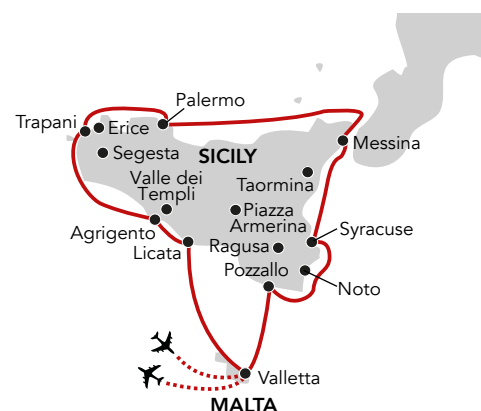 Palermo
Trapani
Erice
Messina
Segesta
SICILY
Valle dei
Templi
Taormina
Piazza
Armerina
Agrigento
Syracuse
Licata
Ragusa
Pozzallo
Noto
Valletta
MALTA